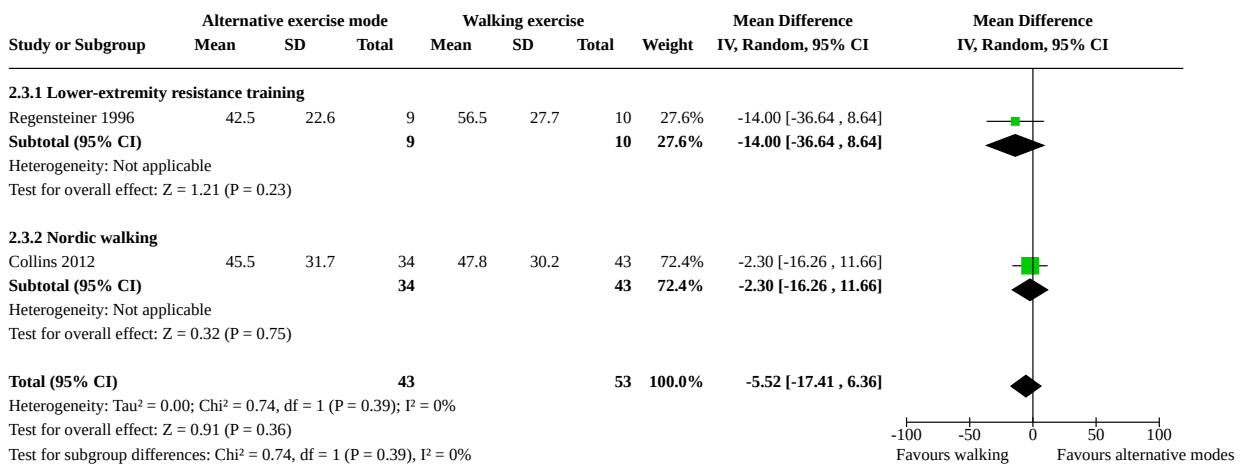 Alternative exercise mode Walking exercise Mean Difference Mean Difference
Study or Subgroup Mean SD Total Mean SD Total Weight IV, Random, 95% CI IV, Random, 95% CI
2.3.1 Lower-extremity resistance training
Regensteiner 1996 42.5 22.6 9 56.5 27.7 10 27.6% -14.00 [-36.64 , 8.64]
Subtotal (95% CI) 9 10 27.6% -14.00 [-36.64 , 8.64]
Heterogeneity: Not applicable
Test for overall effect: Z = 1.21 (P = 0.23)
2.3.2 Nordic walking
Collins 2012 45.5 31.7 34 47.8 30.2 43 72.4% -2.30 [-16.26 , 11.66]
Subtotal (95% CI) 34 43 72.4% -2.30 [-16.26 , 11.66]
Heterogeneity: Not applicable
Test for overall effect: Z = 0.32 (P = 0.75)
Total (95% CI) 43 53 100.0% -5.52 [-17.41 , 6.36]
Heterogeneity: Tau² = 0.00; Chi² = 0.74, df = 1 (P = 0.39); I² = 0%
Test for overall effect: Z = 0.91 (P = 0.36) -100 -50 0 50 100
Test for subgroup differences: Chi² = 0.74, df = 1 (P = 0.39), I² = 0% Favours walking Favours alternative modes